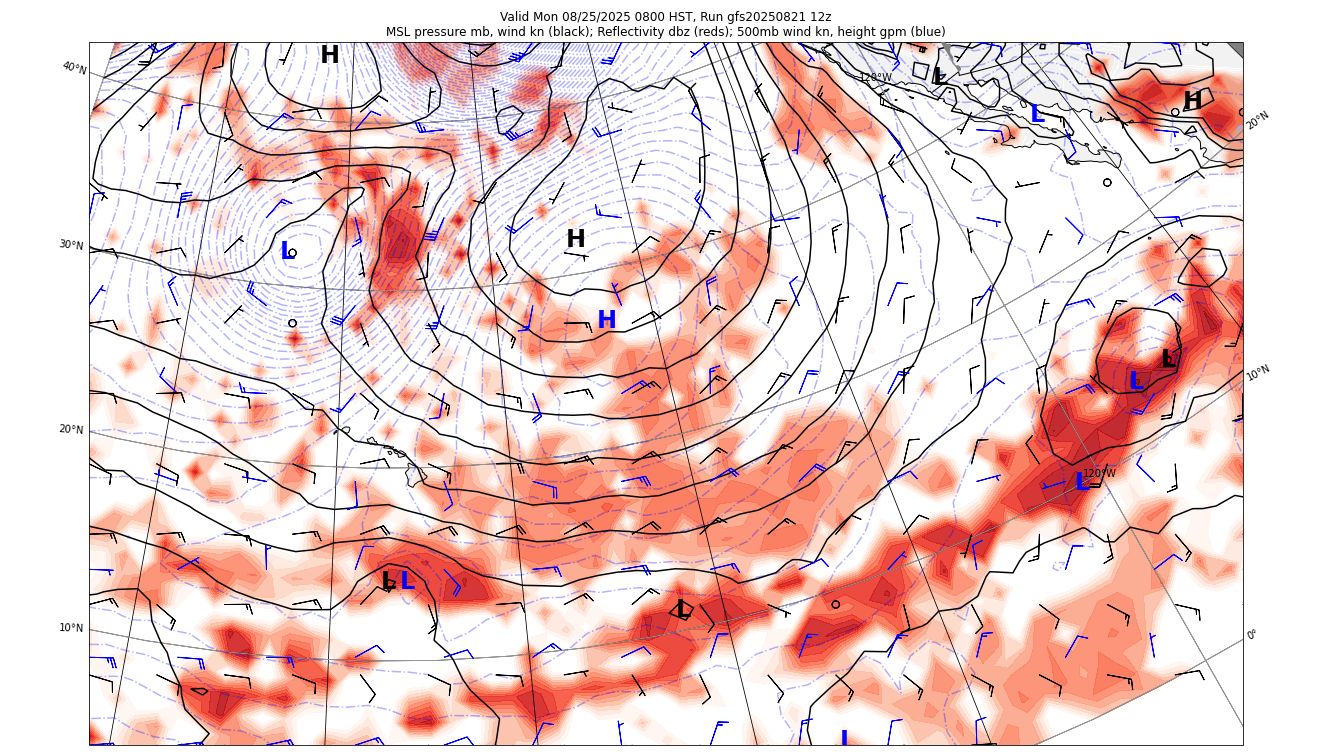 Valid Mon 08/25/2025 0800 HST, Run gfs20250821 12z
MSL pressure mb, wind kn (black); Reflectivity dbz (reds); 500mb wind kn, height gpm (blue)
H
40°N
120°W
L
H
L
20°N
30°N
L
H
H
L
L
10°N
20°N
L
120°W
L
L
L
10°N
0°
L